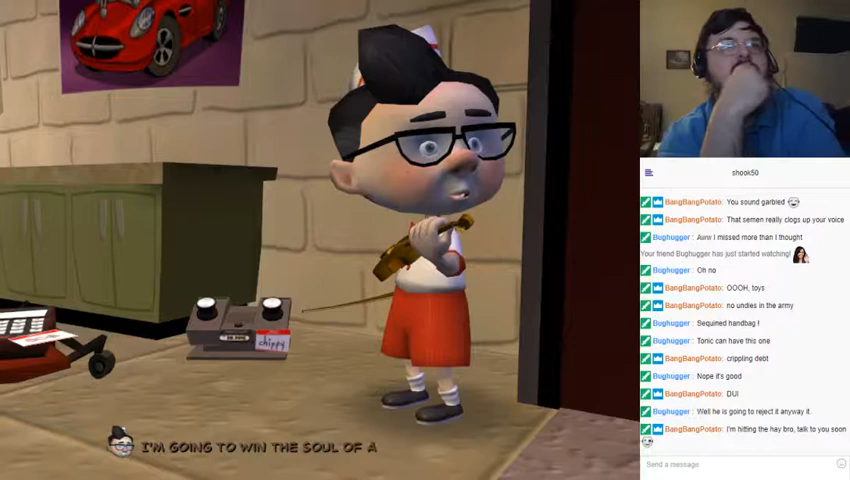 shook50
BangBangPotato: You sound garbled
BangBangPotato: That semen really clogs up your voice
Bughugger: Aww I missed more than I thought
Your friend Bughugger has just started watching!
Bughugger: Oh no
BangBangPotato: OOOH, toys
BangBangPotato: no undies in the army
Bughugger: Sequined handbag !
Bughugger: Tonic can have this one
BangBangPotato: crippling debt
Bughugger: Nope it's good
BangBangPotato: DUI
Bughugger: Well he is going to reject it anyway it.
BangBangPotato: I'm hitting the hay bro, talk to you soon
Send a message
chippy
I'M GOING TO WIN THE SOUL OF A